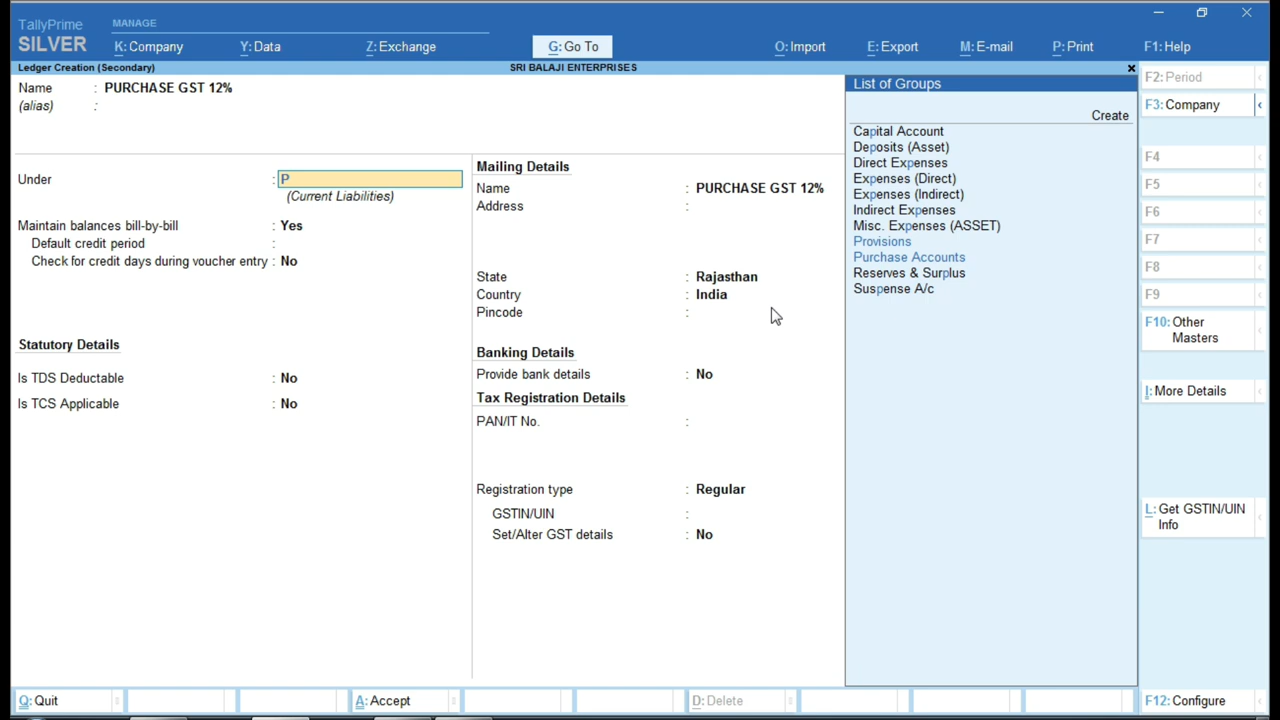 TallyPrime
SILVER
MANAGE
K: Company
Y: Data
Z: Exchange
G: Go To
O: Import
E: Export
M: E-mail
P: Print
F1: Help
Ledger Creation (Secondary)
SRI BALAJI ENTERPRISES
Name : PURCHASE GST 12%
(alias) :
Under : P
(Current Liabilities)
Maintain balances bill-by-bill : Yes
Default credit period :
Check for credit days during voucher entry : No
Statutory Details
Is TDS Deductable : No
Is TCS Applicable : No
Mailing Details
Name : PURCHASE GST 12%
Address :
State : Rajasthan
Country : India
Pincode :
Banking Details
Provide bank details : No
Tax Registration Details
PAN/IT No. :
Registration type : Regular
GSTIN/UIN :
Set/Alter GST details : No
List of Groups
Create
Capital Account
Deposits (Asset)
Direct Expenses
Expenses (Direct)
Expenses (Indirect)
Indirect Expenses
Misc. Expenses (ASSET)
Provisions
Purchase Accounts
Reserves & Surplus
Suspense A/c
F2: Period
F3: Company
F4
F5
F6
F7
F8
F9
F10: Other
Masters
I: More Details
L: Get GSTIN/UIN
Info
Q: Quit
A: Accept
D: Delete
F12: Configure